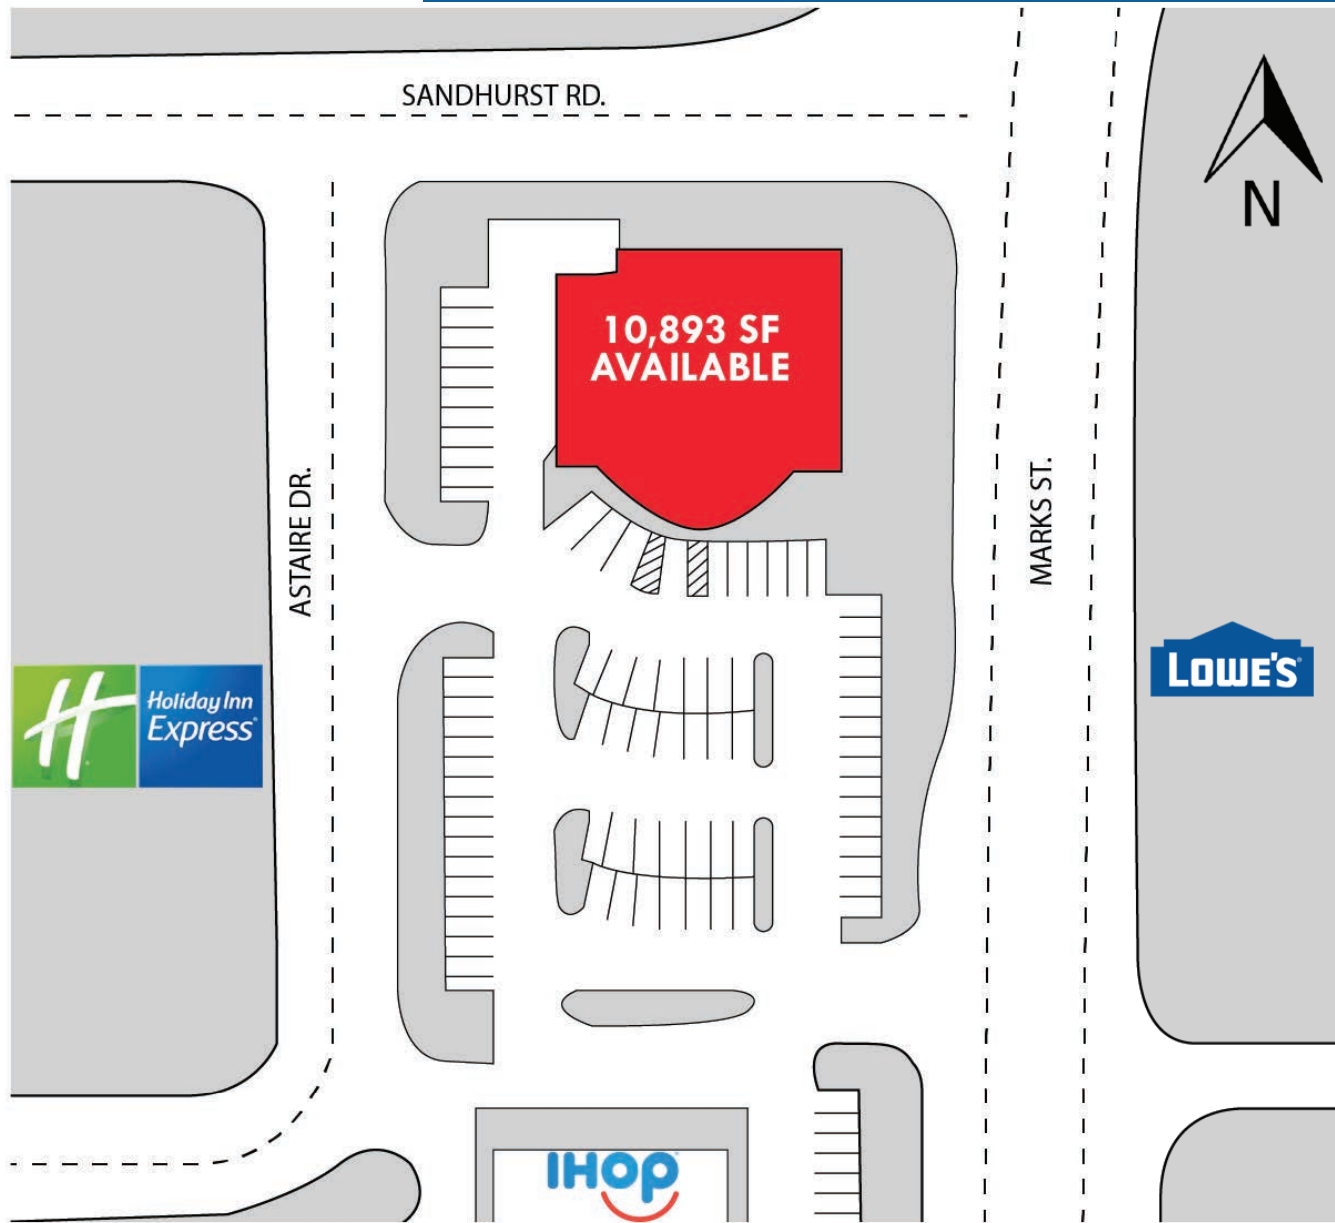 SANDHURST RD.
N
10,893 SF
AVAILABLE
ASTAIRE DR.
MARKS ST.
H
Holiday Inn
Express
LOWE'S
IHOP